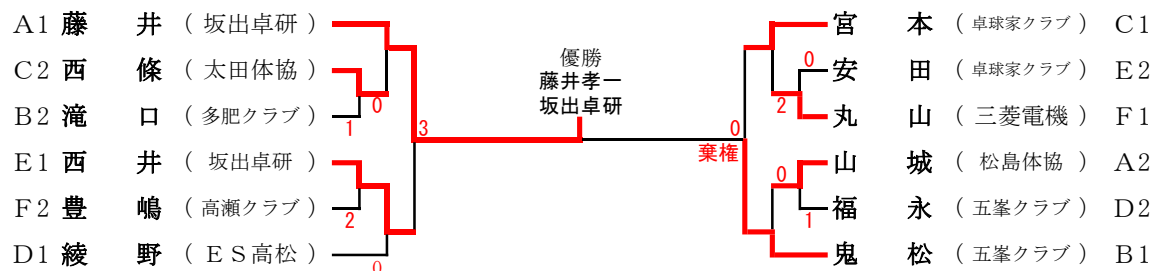 A1 藤 井 （ 坂出卓研 ）
C2 西 條 （ 太田体協 ）
0
B2 滝 口 （ 多肥クラブ ）
1
3
E1 西 井 （ 坂出卓研 ）
F2 豊 嶋 （ 高瀬クラブ ）
2
D1 綾 野 （ ＥＳ高松 ）
0
優勝
藤井孝一
坂出卓研
0
棄権
宮 本 （ 卓球家クラブ ） C1
0
安 田 （ 卓球家クラブ ） E2
2
丸 山 （ 三菱電機 ） F1
山 城 （ 松島体協 ） A2
0
福 永 （ 五峯クラブ ） D2
1
鬼 松 （ 五峯クラブ ） B1